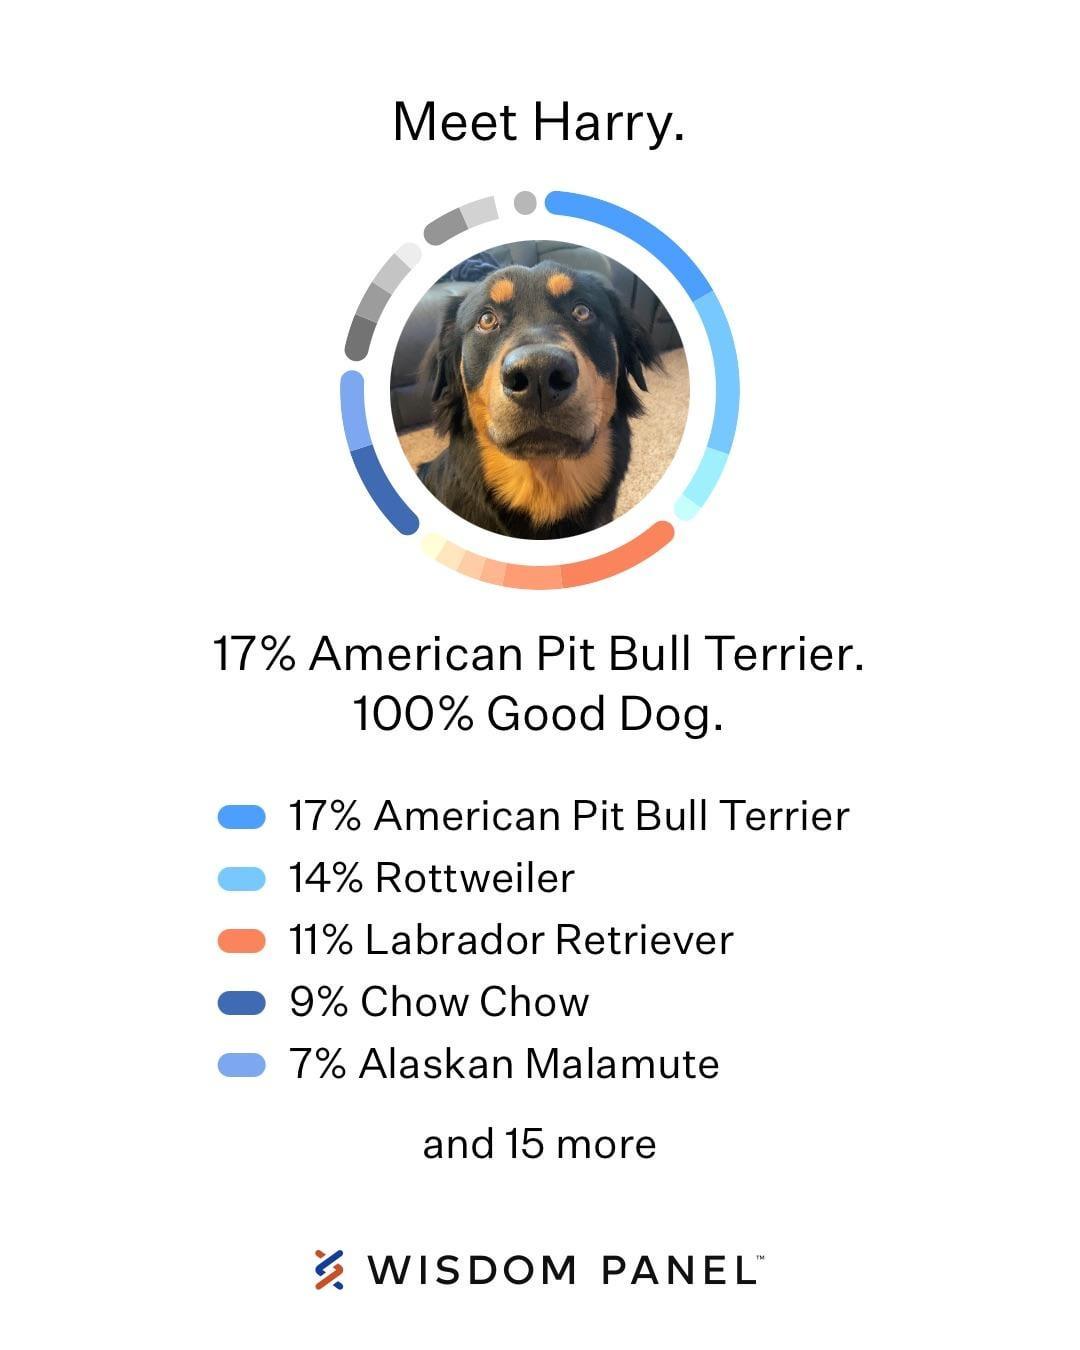 Meet Harry.
17% American Pit Bull Terrier.
100% Good Dog.
17% American Pit Bull Terrier
14% Rottweiler
11% Labrador Retriever
9% Chow Chow
7% Alaskan Malamute
and 15 more
WISDOM PANEL™